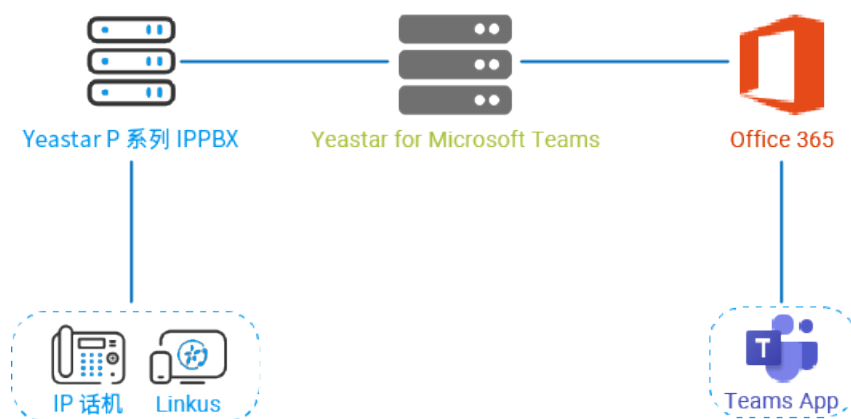 Yeastar P 系列 IPPBX
Yeastar for Microsoft Teams
Office 365
T
IP 话机
Linkus
Teams App